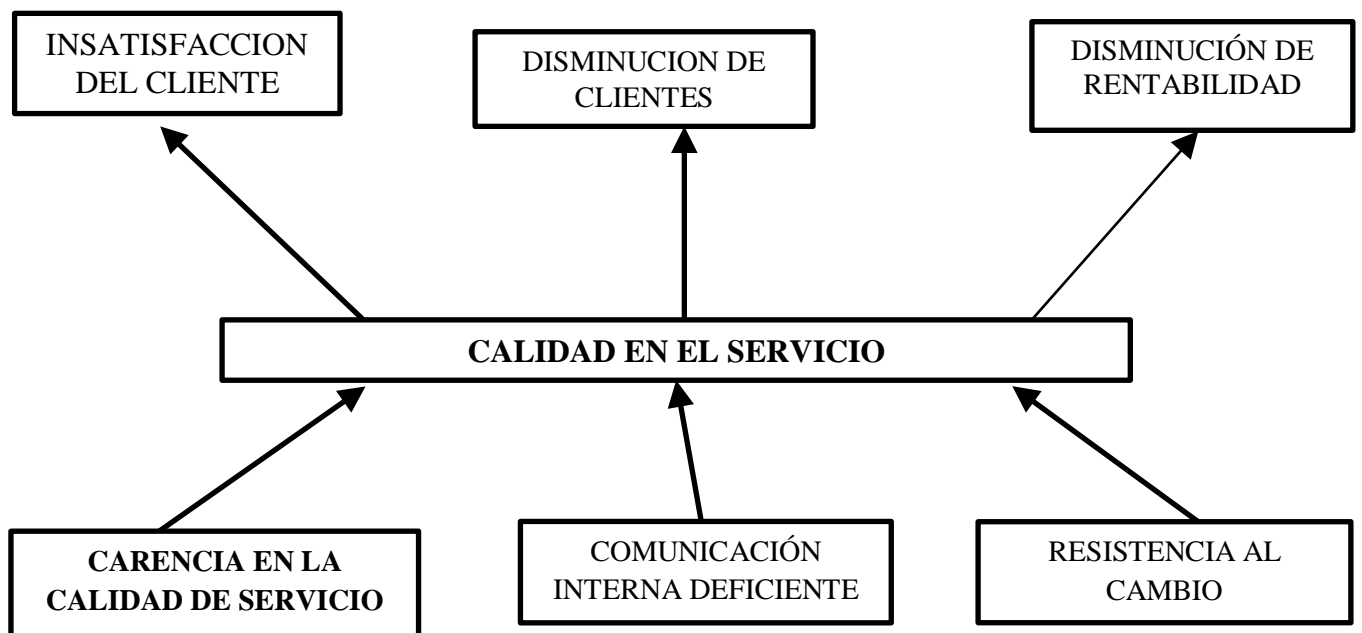 INSATISFACCION
DEL CLIENTE
DISMINUCION DE
CLIENTES
DISMINUCIÓN DE
RENTABILIDAD
CALIDAD EN EL SERVICIO
CARENCIA EN LA
CALIDAD DE SERVICIO
COMUNICACIÓN
INTERNA DEFICIENTE
RESISTENCIA AL
CAMBIO